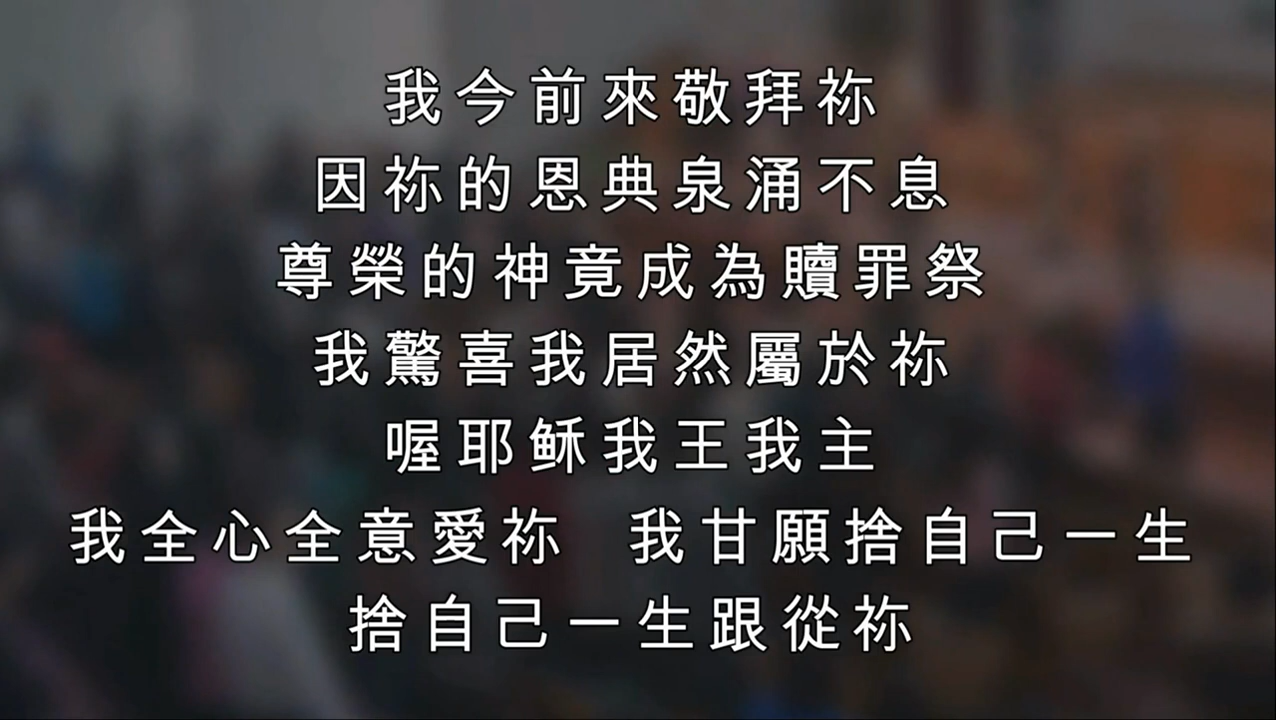 我今前來敬拜祢
因祢的恩典泉涌不息
尊榮的神竟成為贖罪祭
我驚喜我居然屬於祢
喔耶稣我王我主
我全心全意愛祢 我甘願捨自己一生
捨自己一生跟從祢